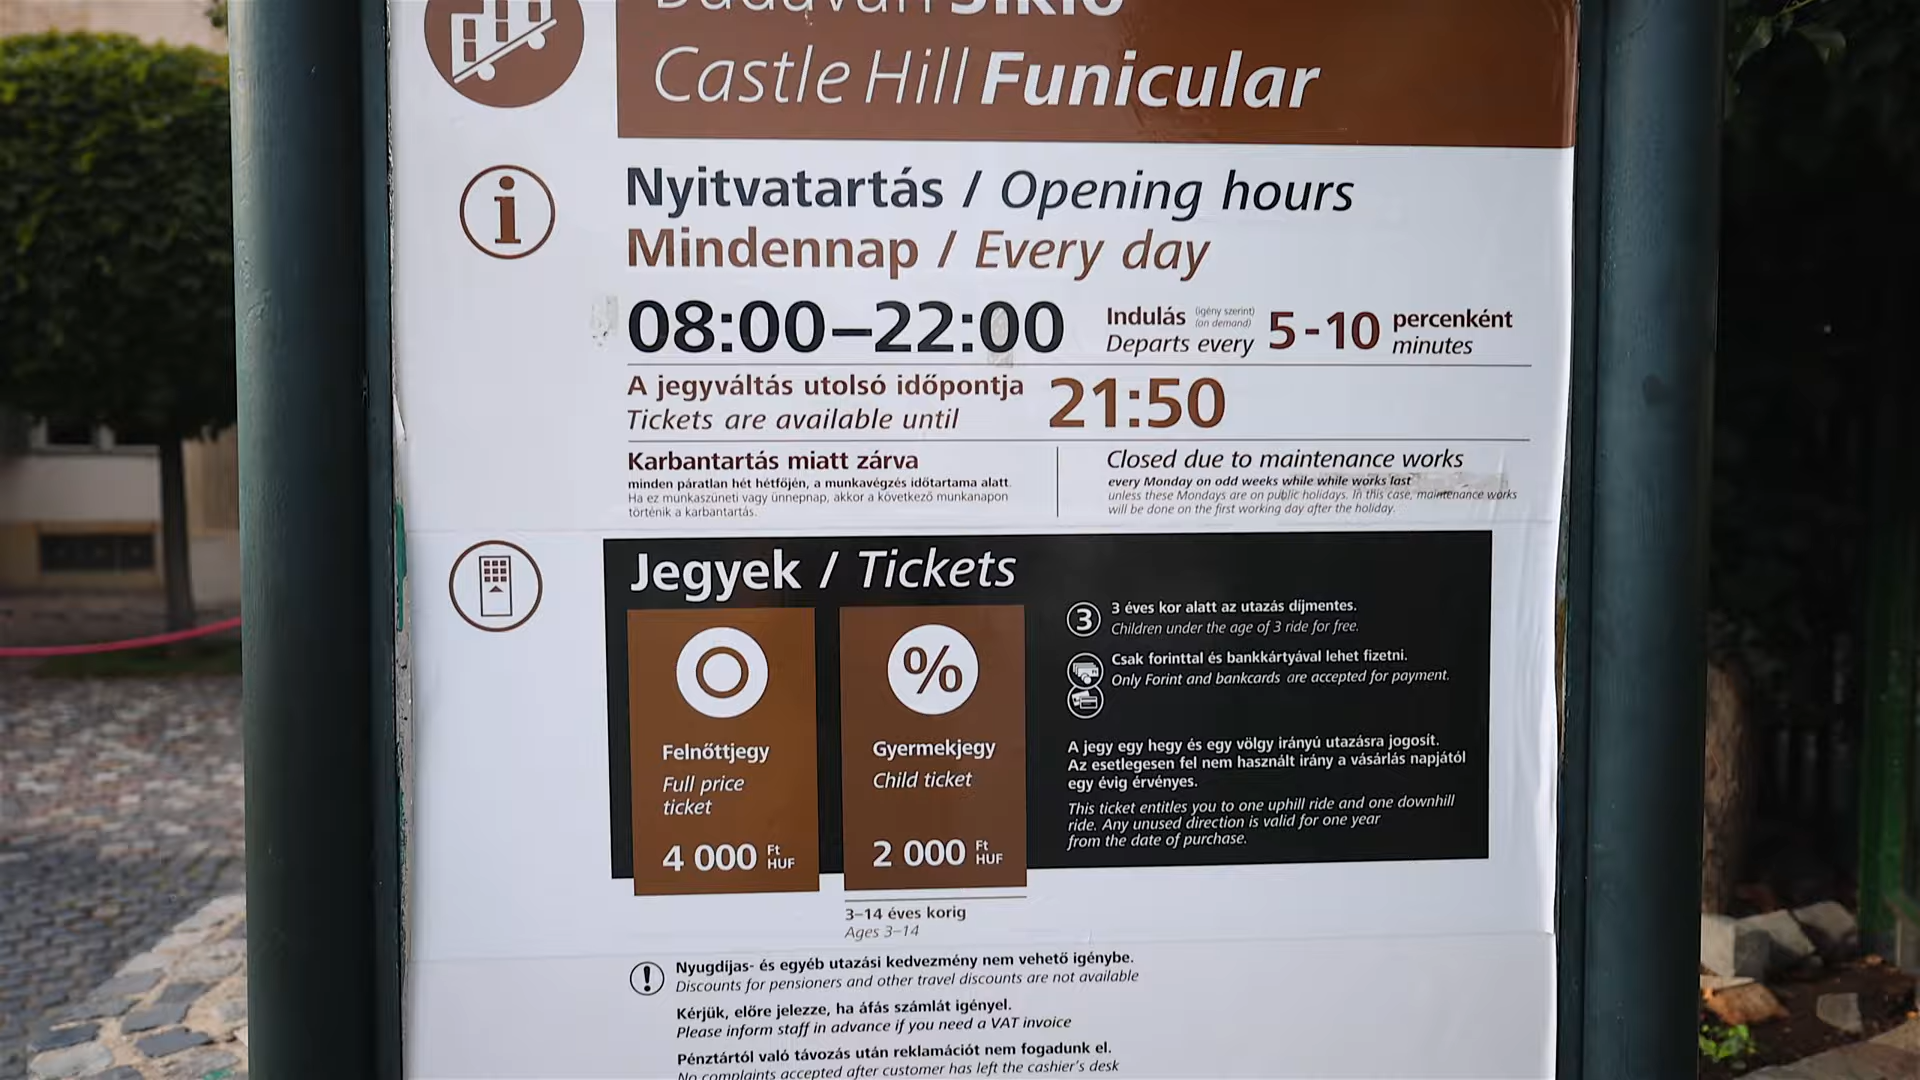 Budavári Sikló
Castle Hill Funicular
Nyitvatartás / Opening hours
Mindennap / Every day
08:00–22:00
Indulás (igény szerint) 5-10 percenként
Departs every (on demand) minutes
A jegyváltás utolsó időpontja 21:50
Tickets are available until
Karbantartás miatt zárva
minden páratlan hét hétfőjén, a munkavégzés időtartama alatt.
Ha ez munkaszüneti vagy ünnepnap, akkor a következő munkanapon
történik a karbantartás.
Closed due to maintenance works
every Monday on odd weeks while while works last
unless these Mondays are on public holidays. In this case, maintenance works
will be done on the first working day after the holiday.
Jegyek / Tickets
Felnőttjegy
Full price
ticket
4 000 Ft HUF
%
Gyermekjegy
Child ticket
2 000 Ft HUF
3–14 éves korig
Ages 3–14
3
3 éves kor alatt az utazás díjmentes.
Children under the age of 3 ride for free.
Csak forinttal és bankkártyával lehet fizetni.
Only Forint and bankcards are accepted for payment.
A jegy egy hegy és egy völgy irányú utazásra jogosít.
Az esetlegesen fel nem használt irány a vásárlás napjától
egy évig érvényes.
This ticket entitles you to one uphill ride and one downhill
ride. Any unused direction is valid for one year
from the date of purchase.
Nyugdíjas- és egyéb utazási kedvezmény nem vehető igénybe.
Discounts for pensioners and other travel discounts are not available
Kérjük, előre jelezze, ha áfás számlát igényel.
Please inform staff in advance if you need a VAT invoice
Pénztártól való távozás után reklamációt nem fogadunk el.
No complaints accepted after customer has left the cashier's desk